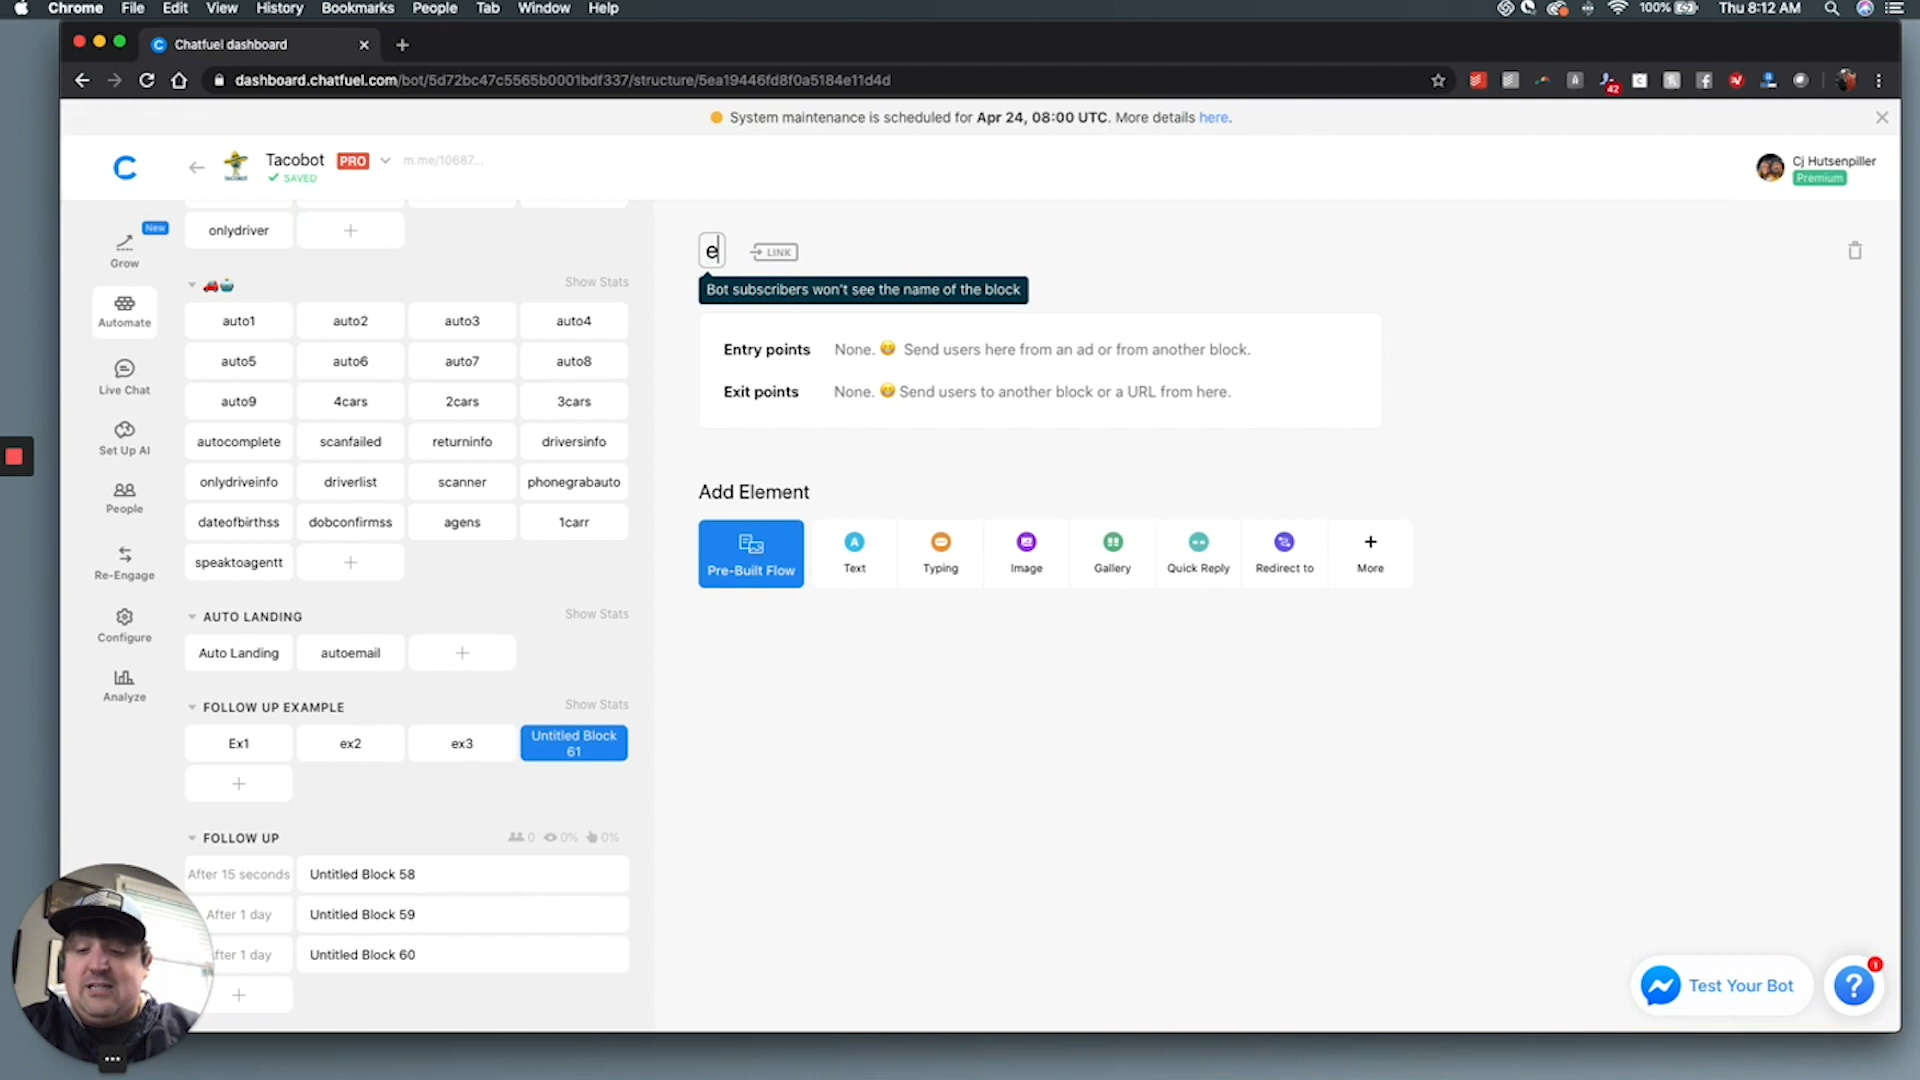 Chrome File Edit View History Bookmarks People Tab Window Help
100% Thu 8:12 AM
Chatfuel dashboard
dashboard.chatfuel.com/bot/5d72bc47c5565b0001bdf337/structure/5ea19446fd8f0a5184e11d4d
42
System maintenance is scheduled for Apr 24, 08:00 UTC. More details here.
Tacobot PRO m.me/10687...
SAVED
Cj Hutsenpiller
Premium
New
Grow
Automate
Live Chat
Set Up AI
People
Re-Engage
Configure
Analyze
onlydriver
Show Stats
auto1 auto2 auto3 auto4
auto5 auto6 auto7 auto8
auto9 4cars 2cars 3cars
autocomplete scanfailed returninfo driversinfo
onlydriveinfo driverlist scanner phonegrabauto
dateofbirthss dobconfirmss agens 1carr
speaktoagentt
AUTO LANDING Show Stats
Auto Landing autoemail
FOLLOW UP EXAMPLE Show Stats
Ex1 ex2 ex3 Untitled Block 61
FOLLOW UP 0 0% 0%
After 15 seconds Untitled Block 58
After 1 day Untitled Block 59
fter 1 day Untitled Block 60
e LINK
Bot subscribers won't see the name of the block
Entry points None. Send users here from an ad or from another block.
Exit points None. Send users to another block or a URL from here.
Add Element
Pre-Built Flow Text Typing Image Gallery Quick Reply Redirect to More
Test Your Bot
1